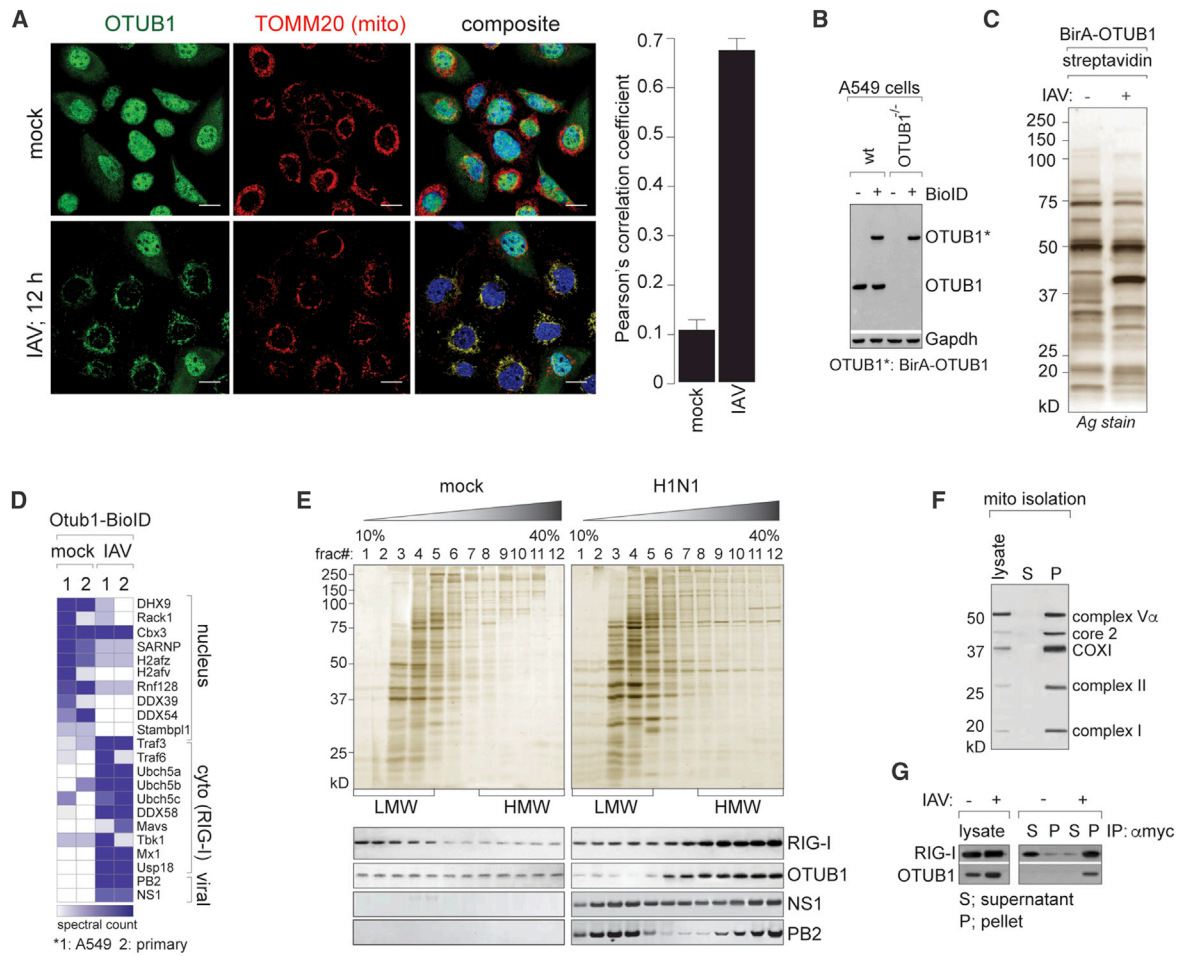 A
OTUB1
TOMM20 (mito)
composite
mock
IAV; 12 h
Pearson's correlation coefficient
0.7
0.6
0.5
0.4
0.3
0.2
0.1
0
mock
IAV
B
A549 cells
wt
OTUB1-/-
- + - + BioID
OTUB1*
OTUB1
Gapdh
OTUB1*: BirA-OTUB1
C
BirA-OTUB1
streptavidin
IAV: - +
250
150
100
75
50
37
25
20
kD
Ag stain
D
Otub1-BioID
mock IAV
1 2 1 2
DHX9
Rack1
Cbx3
SARNP
H2afz
H2afv
Rnf128
DDX39
DDX54
Stambpl1
Traf3
Traf6
Ubch5a
Ubch5b
Ubch5c
DDX58
Mavs
Tbk1
Mx1
Usp18
PB2
NS1
nucleus
cyto (RIG-I)
viral
spectral count
*1: A549 2: primary
E
mock H1N1
10% 40% 10% 40%
frac#: 1 2 3 4 5 6 7 8 9 10 11 12 1 2 3 4 5 6 7 8 9 10 11 12
250
150
100
75
50
37
25
kD
LMW HMW LMW HMW
RIG-I
OTUB1
NS1
PB2
F
mito isolation
lysate S P
50
37
25
20
kD
complex Vα
core 2
COXI
complex II
complex I
G
IAV: - + - +
lysate S P S P IP: αmyc
RIG-I
OTUB1
S; supernatant
P; pellet